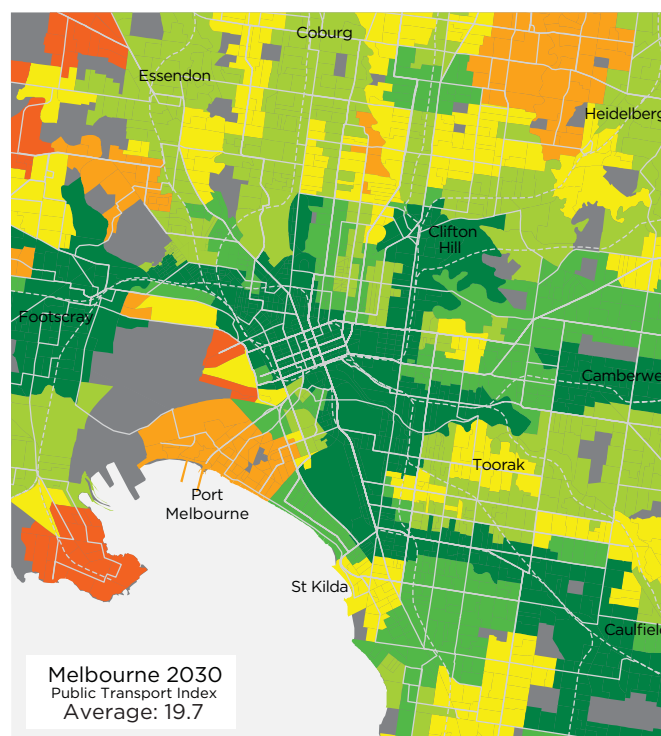 Coburg
Essendon
Heidelberg
Clifton
Hill
Footscray
Camberwe
Toorak
Port
Melbourne
St Kilda
Caulfield
Melbourne 2030
Public Transport Index
Average: 19.7